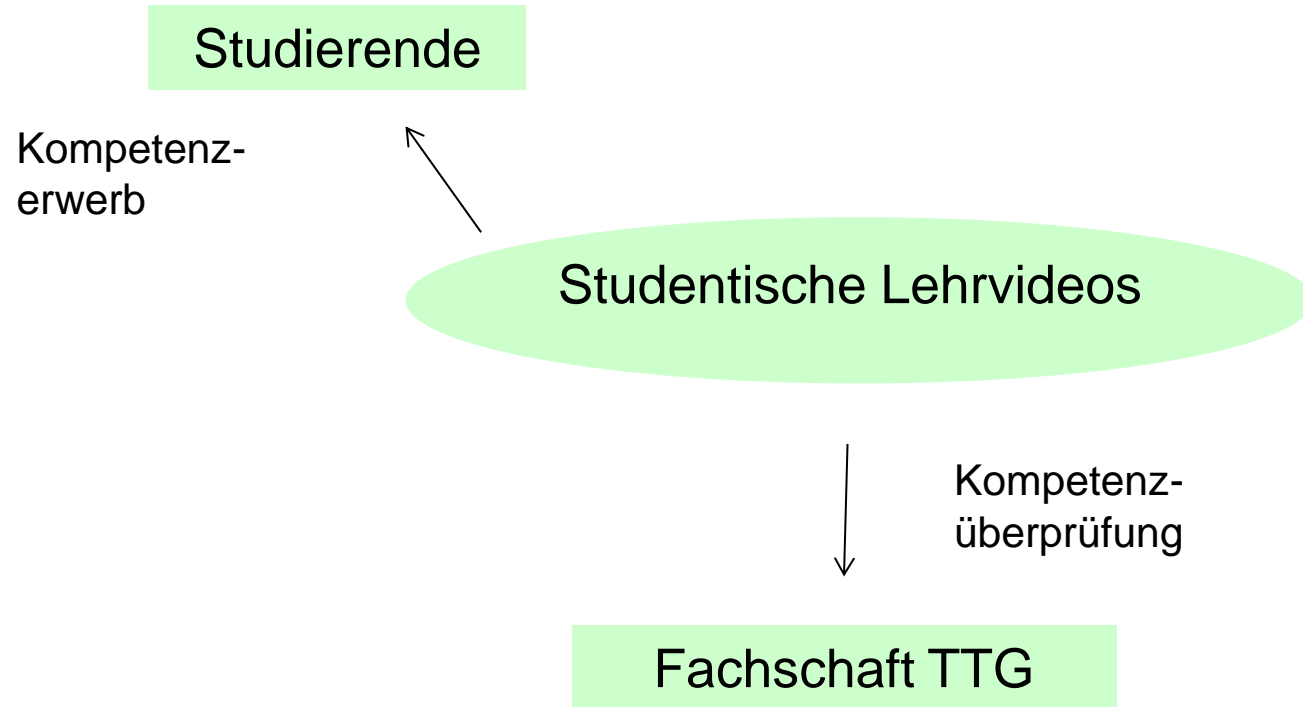 Studierende
Kompetenz-
erwerb
Studentische Lehrvideos
Kompetenz-
überprüfung
Fachschaft TTG